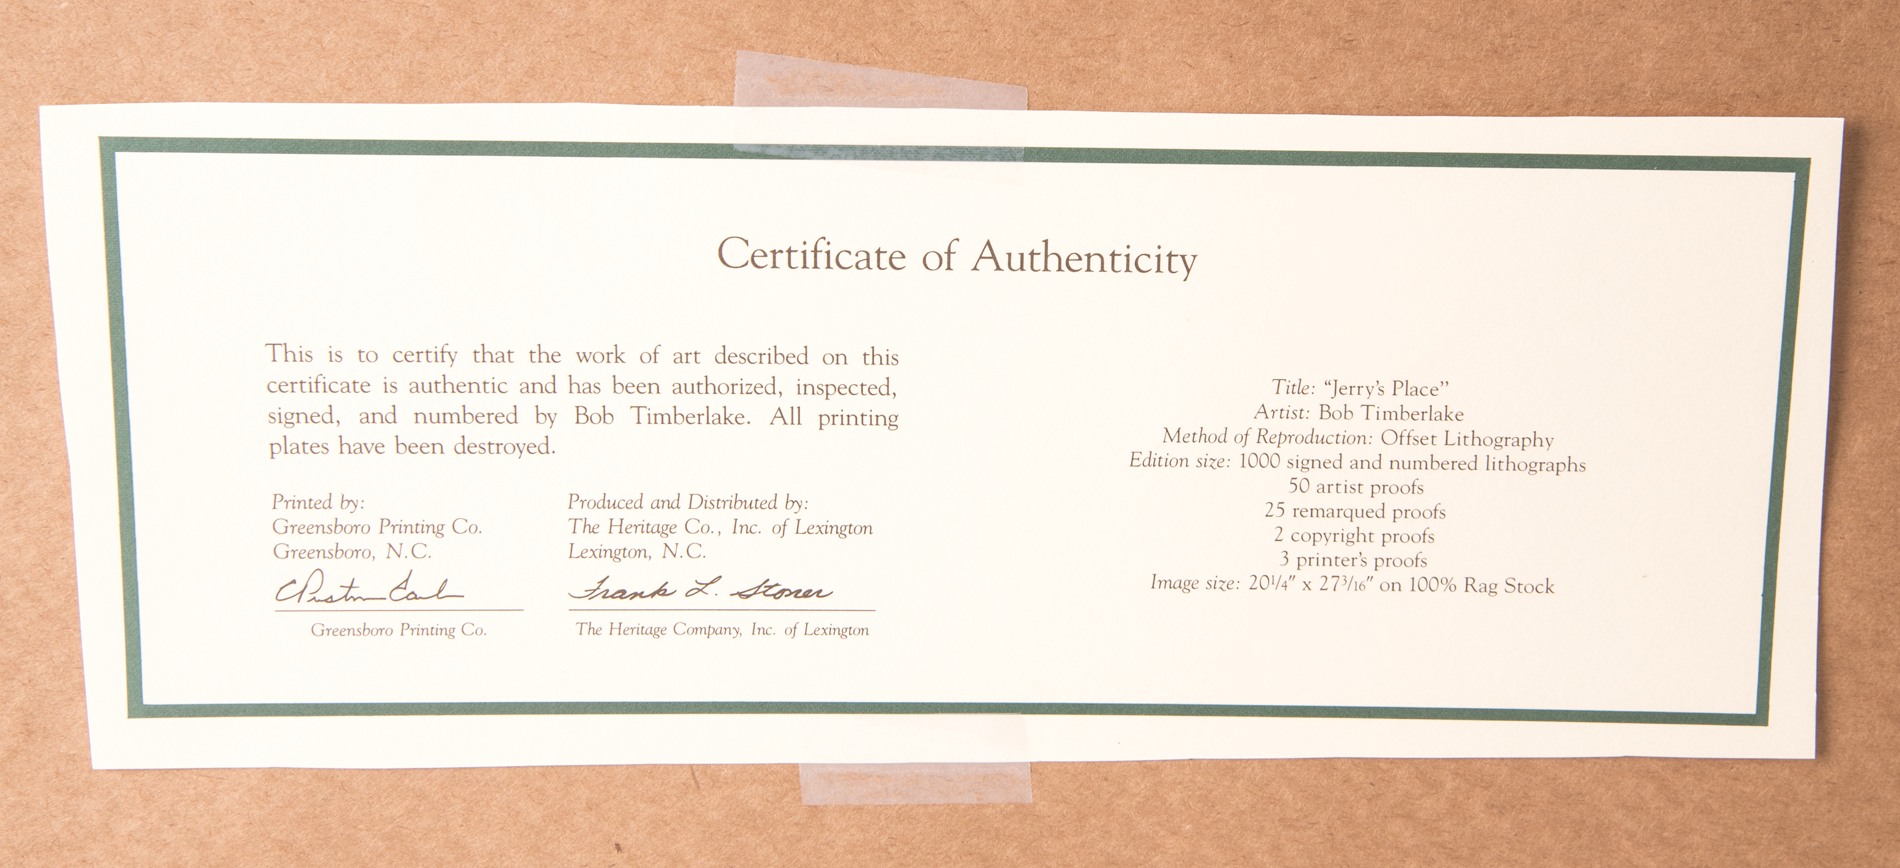 Certificate of Authenticity
This is to certify that the work of art described on this
certificate is authentic and has been authorized, inspected,
signed, and numbered by Bob Timberlake. All printing
plates have been destroyed.
Printed by:
Greensboro Printing Co.
Greensboro, N.C.
Greensboro Printing Co.
Produced and Distributed by:
The Heritage Co., Inc. of Lexington
Lexington, N.C.
Frank L. Stoner
The Heritage Company, Inc. of Lexington
Title: “Jerry’s Place”
Artist: Bob Timberlake
Method of Reproduction: Offset Lithography
Edition size: 1000 signed and numbered lithographs
50 artist proofs
25 remarqued proofs
2 copyright proofs
3 printer’s proofs
Image size: 20¼″ x 27³⁄₁₆″ on 100% Rag Stock